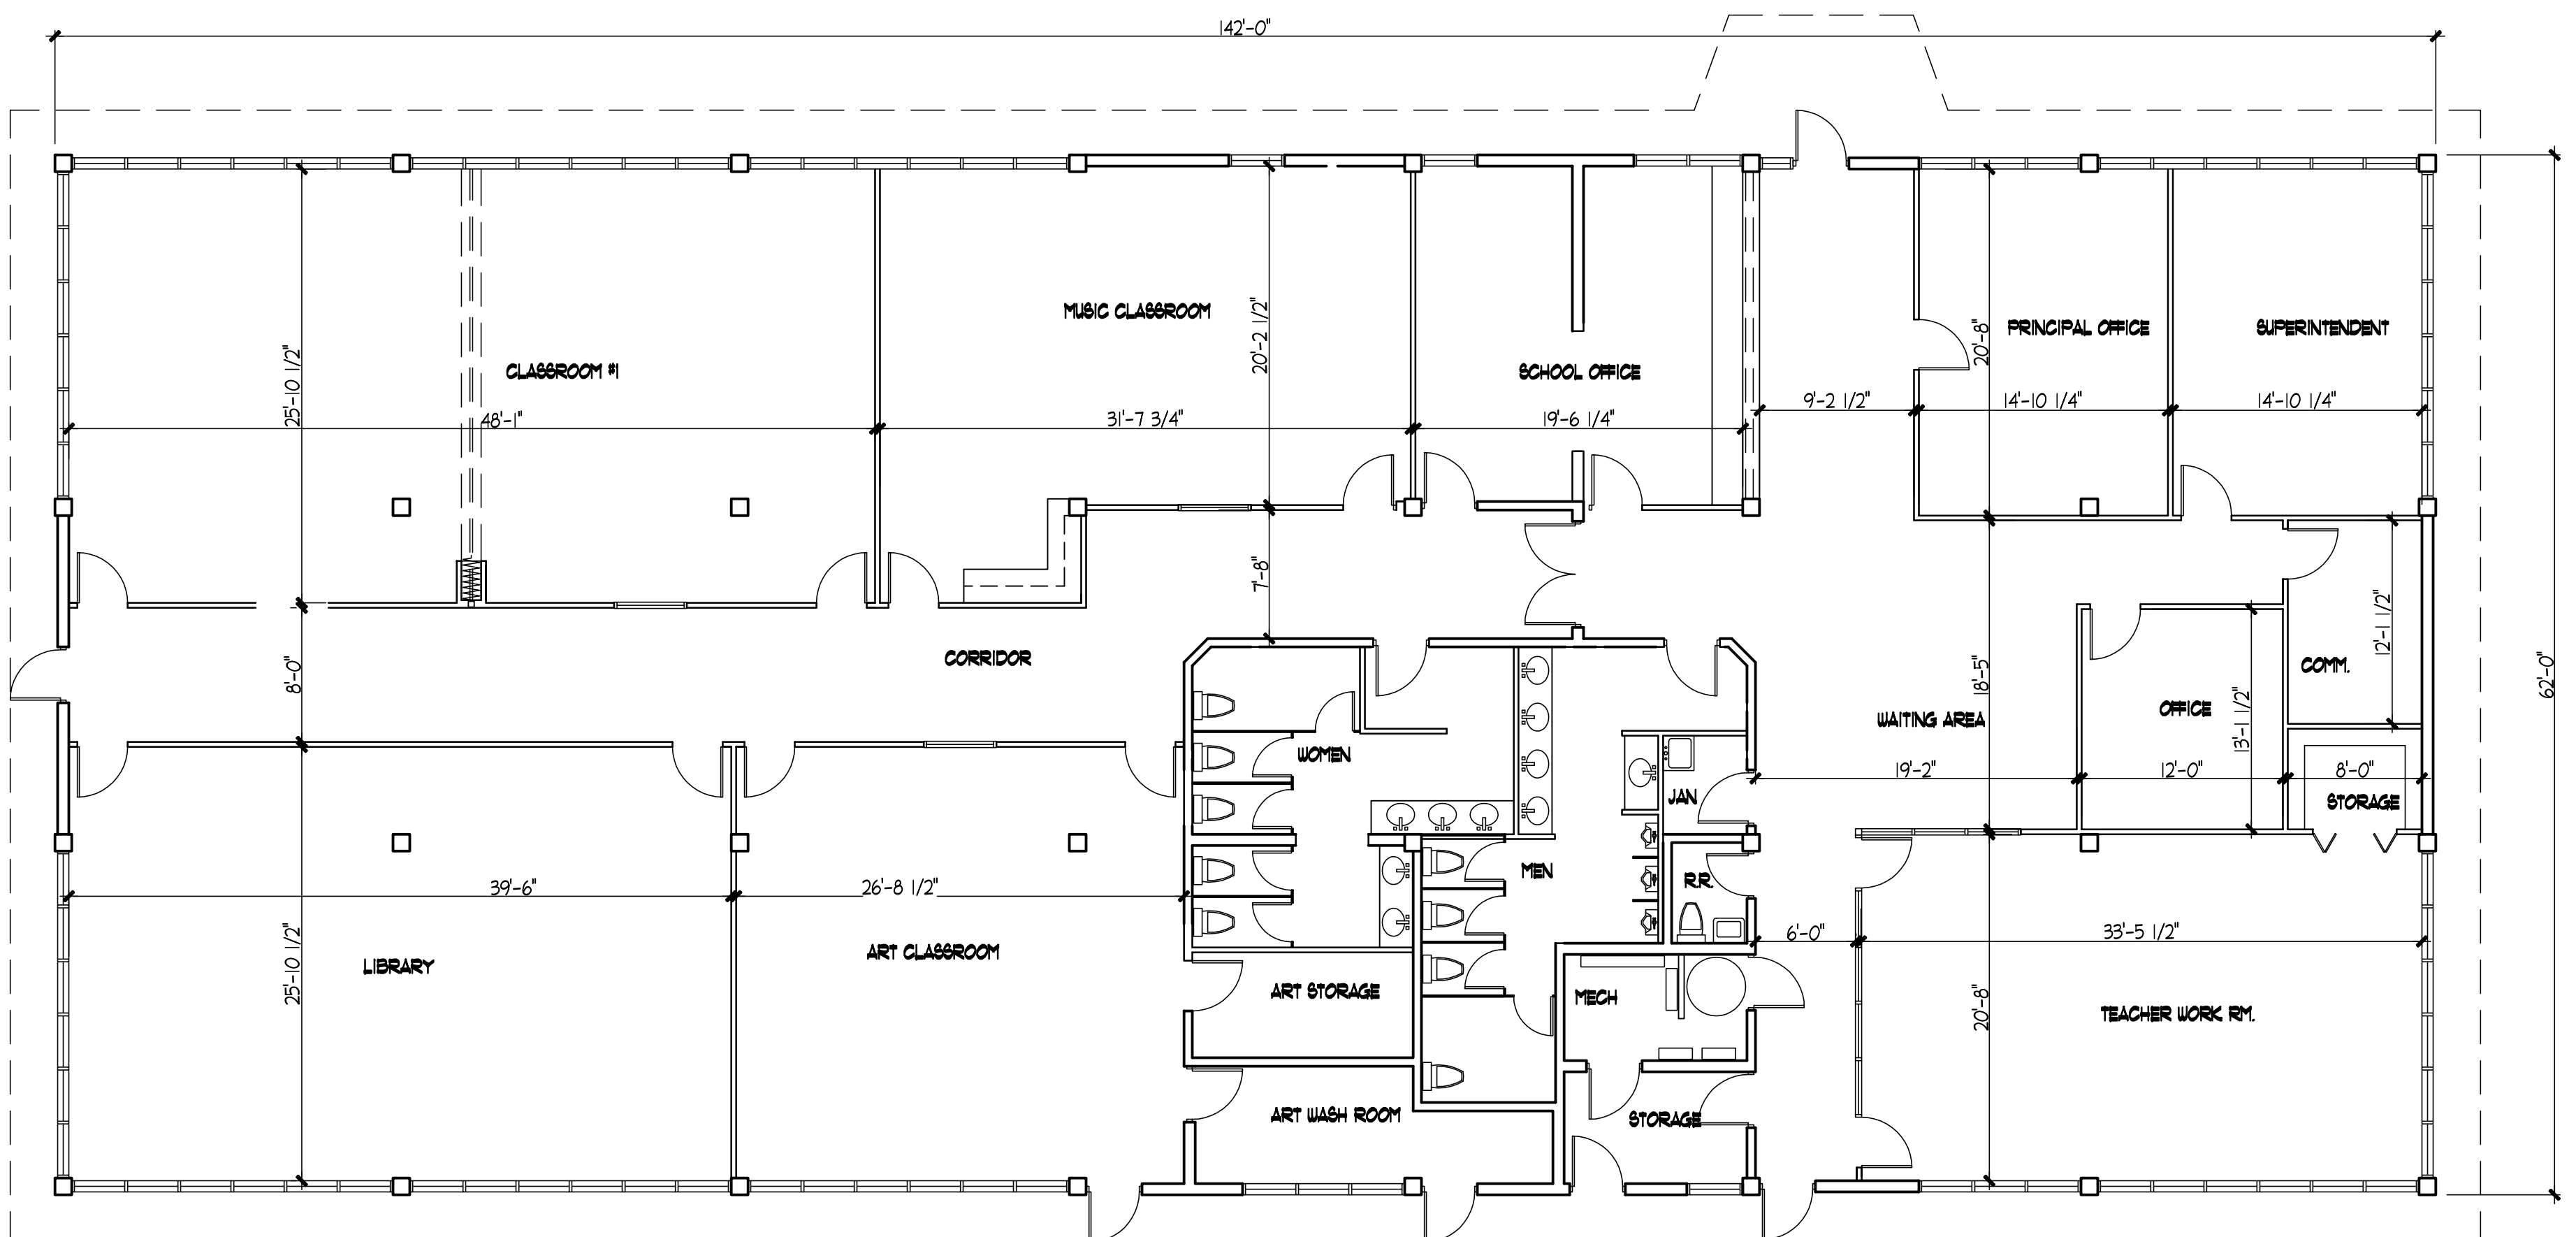 142'-0"
MUSIC CLASSROOM
20'-2 1/2"
PRINCIPAL OFFICE
SUPERINTENDENT
20'-8"
25'-10 1/2"
CLASSROOM #1
SCHOOL OFFICE
9'-2 1/2"
14'-10 1/4"
14'-10 1/4"
48'-1"
31'-7 3/4"
19'-6 1/4"
7'-8"
12'-1 1/2"
CORRIDOR
8'-0"
18'-5"
COMM.
62'-0"
OFFICE
WAITING AREA
13'-1 1/2"
WOMEN
19'-2"
12'-0"
8'-0"
JAN
STORAGE
MEN
R.R.
39'-6"
26'-8 1/2"
6'-0"
33'-5 1/2"
ART CLASSROOM
LIBRARY
25'-10 1/2"
ART STORAGE
MECH
20'-8"
TEACHER WORK RM.
ART WASH ROOM
STORAGE